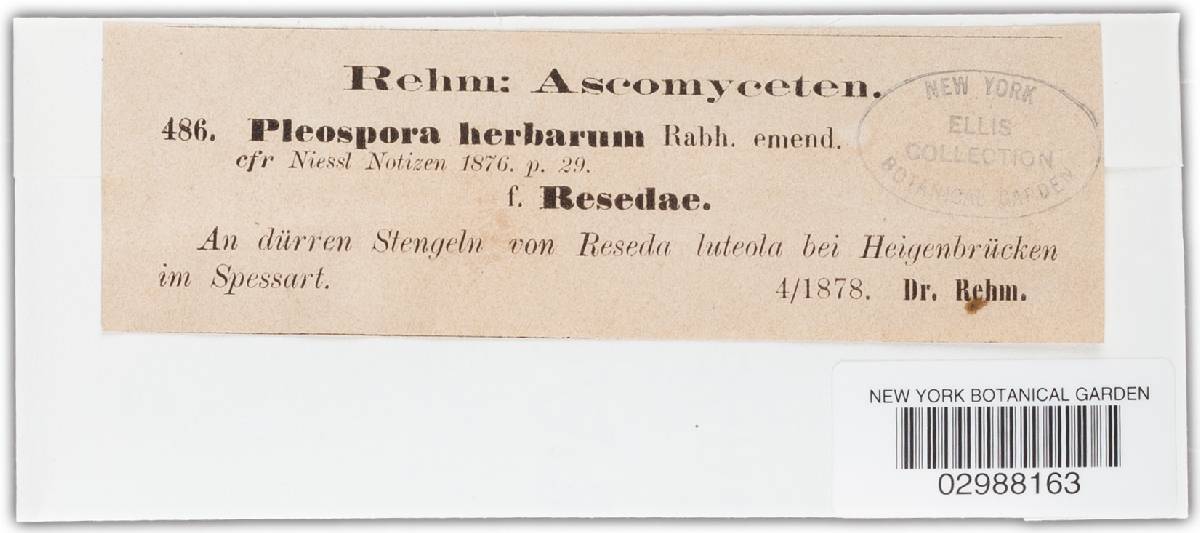 Rehm: Ascomyceten.
486. Pleospora herbarum Rabh. emend.
cfr Niessl Notizen 1876. p. 29.
f. Resedae.
An dürren Stengeln von Reseda luteola bei Heigenbrücken
im Spessart.
4/1878. Dr. Rehm.
NEW YORK
ELLIS
COLLECTION
BOTANICAL GARDEN
NEW YORK BOTANICAL GARDEN
02988163